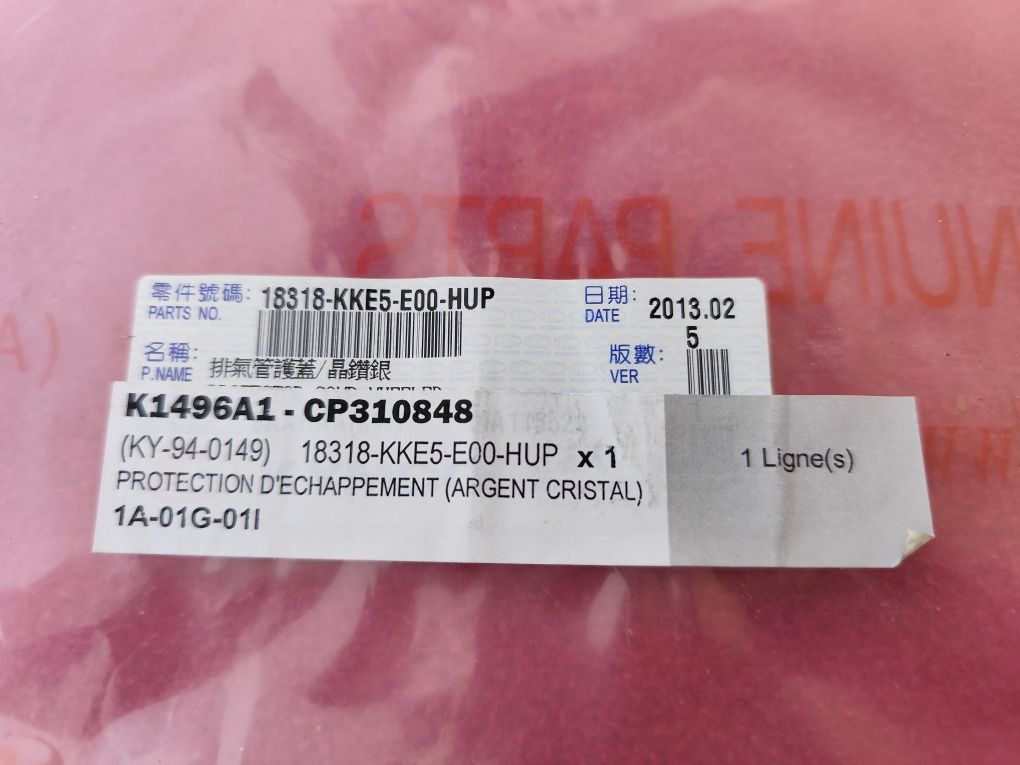 NUINE PARTS
零件號碼: 18318-KKE5-E00-HUP 日期: 2013.02
PARTS NO. DATE
5
名稱: 排氣管護蓋/晶鑽銀 版數:
P.NAME VER
K1496A1 - CP310848
(KY-94-0149) 18318-KKE5-E00-HUP x 1 1 Ligne(s)
PROTECTION D'ECHAPPEMENT (ARGENT CRISTAL)
1A-01G-01I